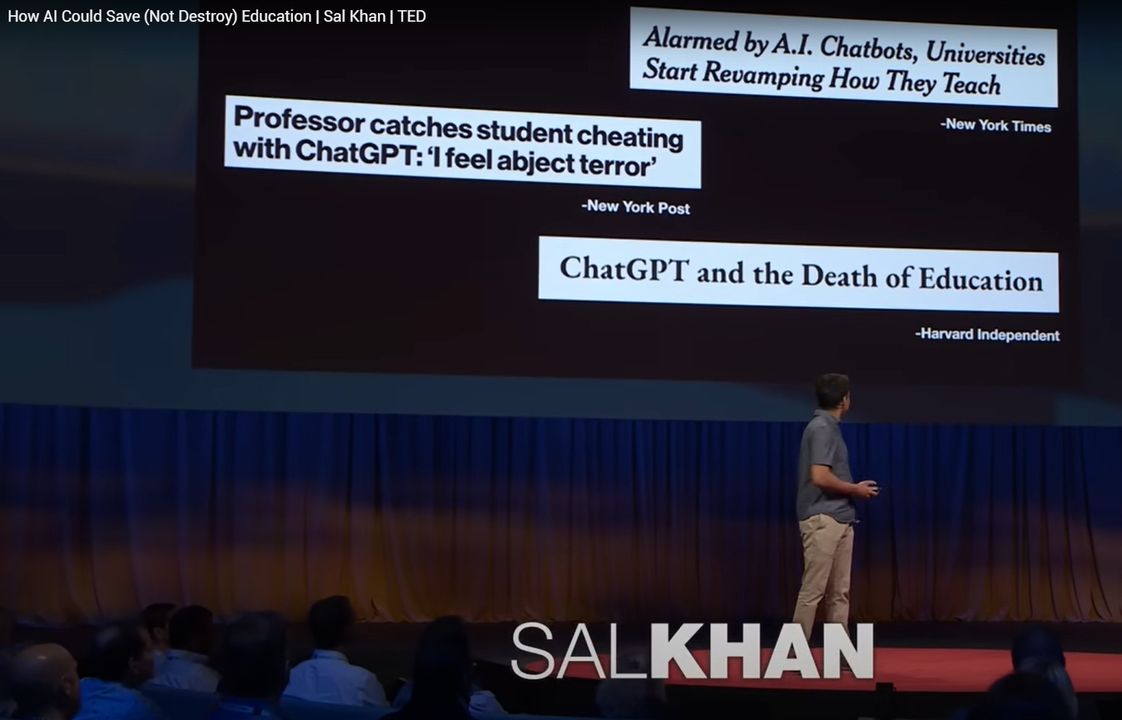 How AI Could Save (Not Destroy) Education | Sal Khan | TED
Alarmed by A.I. Chatbots, Universities
Start Revamping How They Teach
-New York Times
Professor catches student cheating
with ChatGPT: ‘I feel abject terror’
-New York Post
ChatGPT and the Death of Education
-Harvard Independent
SALKHAN